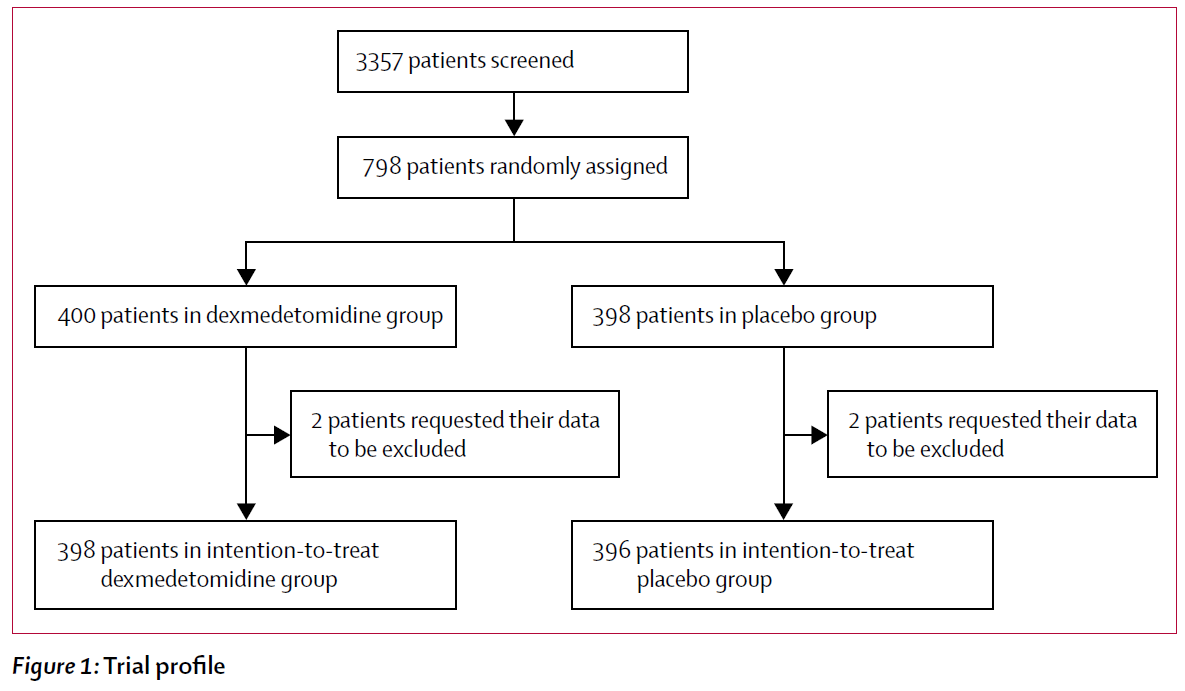 3357 patients screened
798 patients randomly assigned
400 patients in dexmedetomidine group
398 patients in placebo group
2 patients requested their data
to be excluded
2 patients requested their data
to be excluded
398 patients in intention-to-treat
dexmedetomidine group
396 patients in intention-to-treat
placebo group
Figure 1: Trial profile